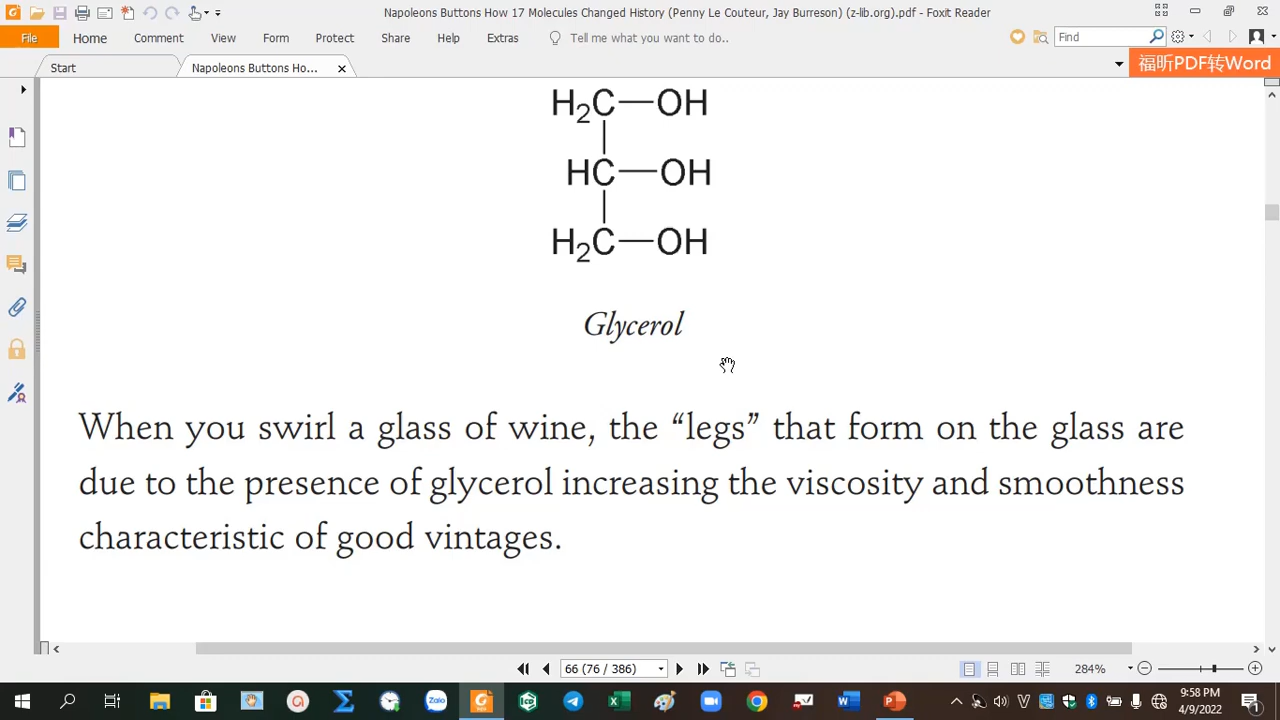 Napoleons Buttons How 17 Molecules Changed History (Penny Le Couteur, Jay Burreson) (z-lib.org).pdf - Foxit Reader
File Home Comment View Form Protect Share Help Extras Tell me what you want to do.. Find
Start Napoleons Buttons Ho... 福昕PDF转Word
H2C—OH
HC—OH
H2C—OH
Glycerol
When you swirl a glass of wine, the “legs” that form on the glass are
due to the presence of glycerol increasing the viscosity and smoothness
characteristic of good vintages.
66 (76 / 386) 284%
Zalo ICP V 9:58 PM
4/9/2022